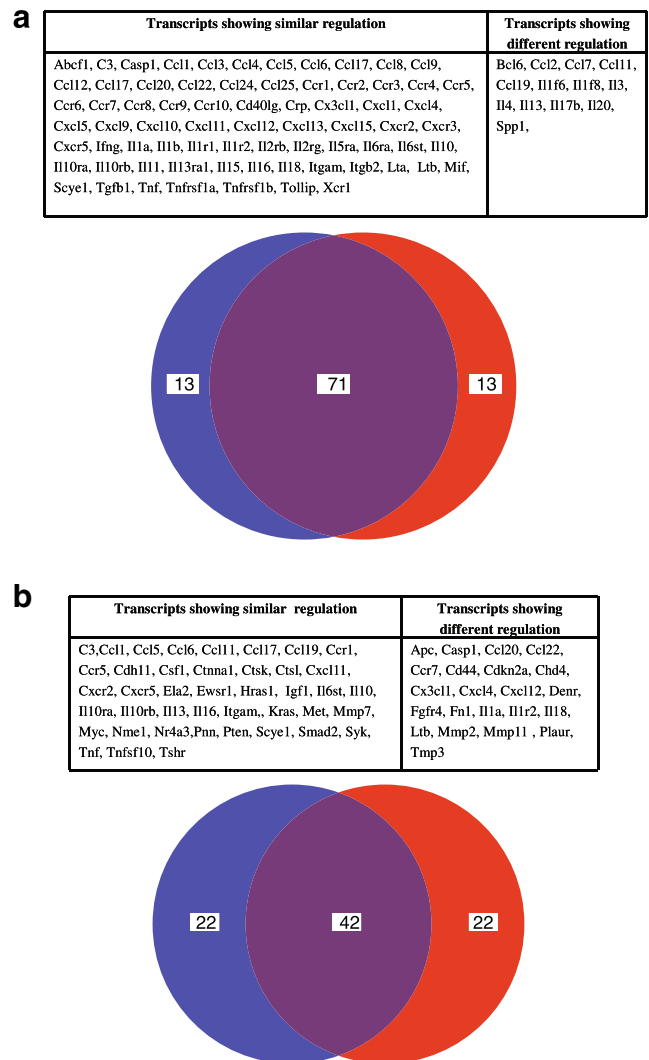 a
Transcripts showing similar regulation
Transcripts showing
different regulation
Abcf1, C3, Casp1, Ccl1, Ccl3, Ccl4, Ccl5, Ccl6, Ccl17, Ccl8, Ccl9,
Ccl12, Ccl17, Ccl20, Ccl22, Ccl24, Ccl25, Ccr1, Ccr2, Ccr3, Ccr4, Ccr5,
Ccr6, Ccr7, Ccr8, Ccr9, Ccr10, Cd40lg, Crp, Cx3cl1, Cxcl1, Cxcl4,
Cxcl5, Cxcl9, Cxcl10, Cxcl11, Cxcl12, Cxcl13, Cxcl15, Cxcr2, Cxcr3,
Cxcr5, Ifng, Il1a, Il1b, Il1r1, Il1r2, Il2rb, Il2rg, Il5ra, Il6ra, Il6st, Il10,
Il10ra, Il10rb, Il11, Il13ra1, Il15, Il16, Il18, Itgam, Itgb2, Lta, Ltb, Mif,
Scye1, Tgfb1, Tnf, Tnfrsf1a, Tnfrsf1b, Tollip, Xcr1
Bcl6, Ccl2, Ccl7, Ccl11,
Ccl19, Il1f6, Il1f8, Il3,
Il4, Il13, Il17b, Il20,
Spp1,
13
71
13
b
Transcripts showing similar regulation
Transcripts showing
different regulation
C3,Ccl1, Ccl5, Ccl6, Ccl11, Ccl17, Ccl19, Ccr1,
Ccr5, Cdh11, Csf1, Ctnna1, Ctsk, Ctsl, Cxcl11,
Cxcr2, Cxcr5, Ela2, Ewsr1, Hras1, Igf1, Il6st, Il10,
Il10ra, Il10rb, Il13, Il16, Itgam,, Kras, Met, Mmp7,
Myc, Nme1, Nr4a3,Pnn, Pten, Scye1, Smad2, Syk,
Tnf, Tnfsf10, Tshr
Apc, Casp1, Ccl20, Ccl22,
Ccr7, Cd44, Cdkn2a, Chd4,
Cx3cl1, Cxcl4, Cxcl12, Denr,
Fgfr4, Fn1, Il1a, Il1r2, Il18,
Ltb, Mmp2, Mmp11 , Plaur,
Tmp3
22
42
22